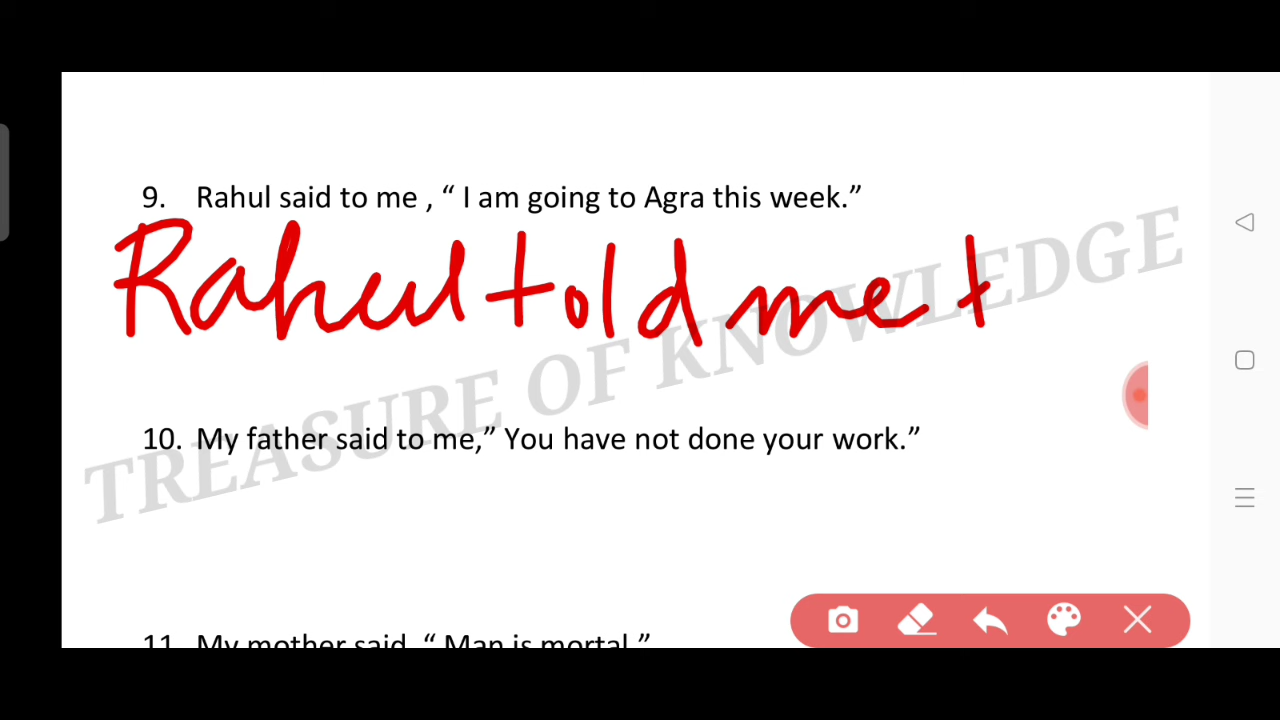 9. Rahul said to me , “ I am going to Agra this week.”
Rahul told me t
TREASURE OF KNOWLEDGE
10. My father said to me,” You have not done your work.”
11. My mother said, “ Man is mortal.”